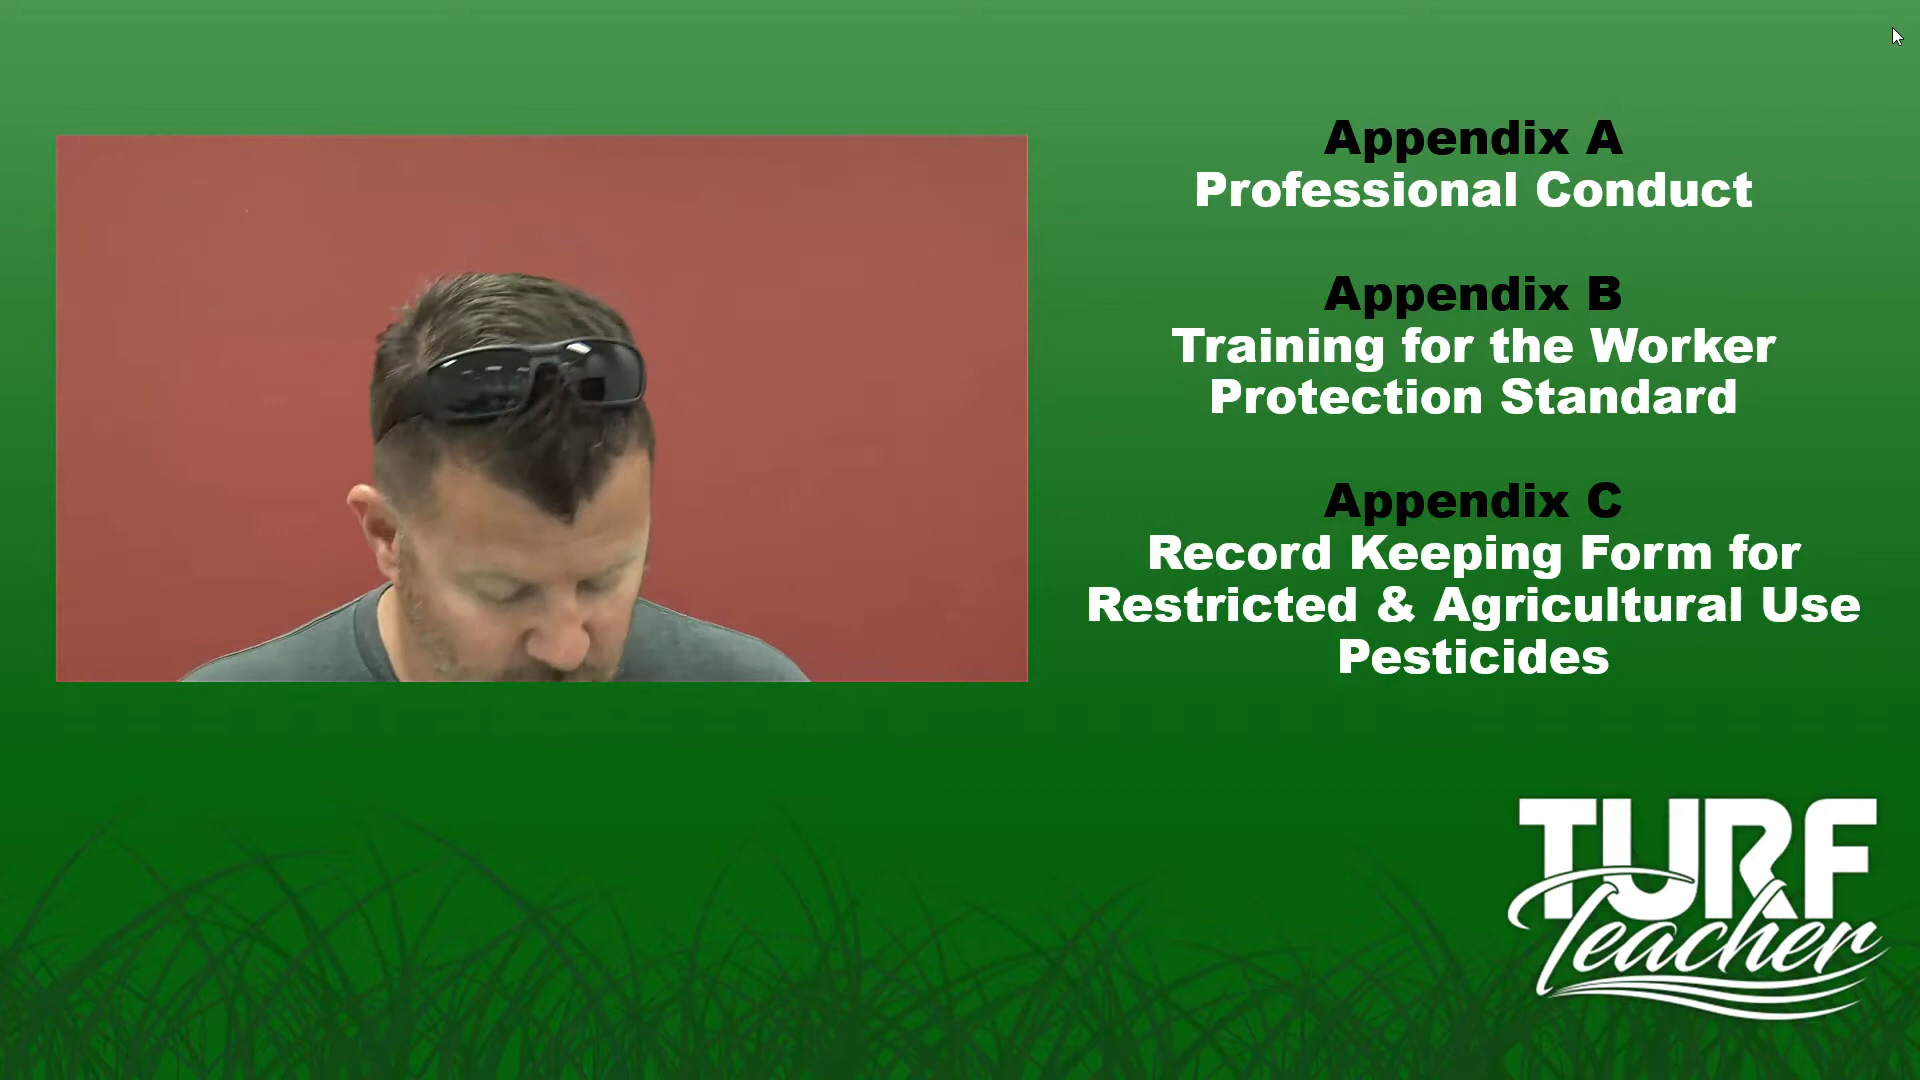 Appendix A
Professional Conduct
Appendix B
Training for the Worker
Protection Standard
Appendix C
Record Keeping Form for
Restricted & Agricultural Use
Pesticides
TURF
Teacher